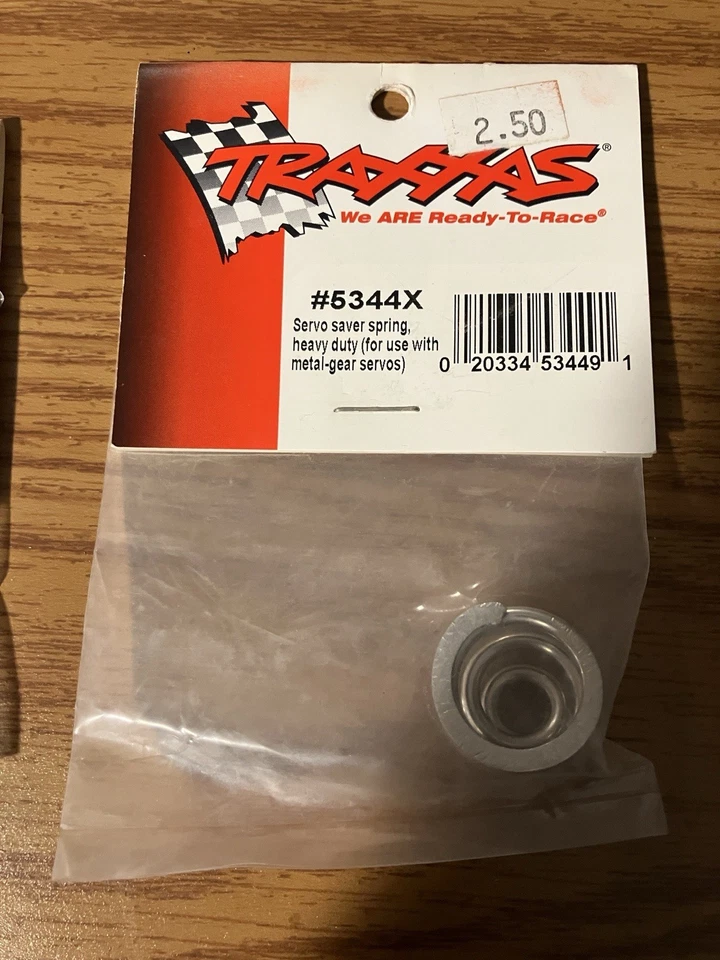 2.50
TRAXXAS®
We ARE Ready-To-Race®
#5344X
Servo saver spring,
heavy duty (for use with
metal-gear servos)
0 20334 53449 1